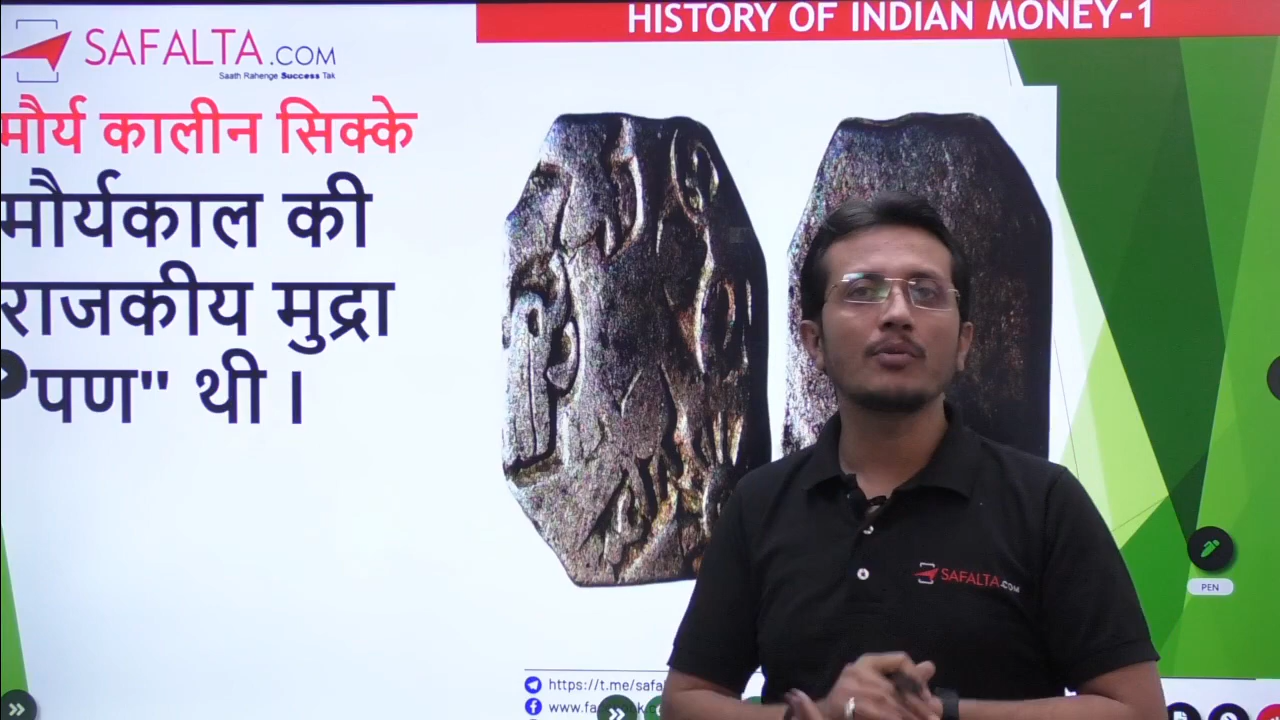 HISTORY OF INDIAN MONEY-1
SAFALTA.COM
Saath Rahenge Success Tak
मौर्य कालीन सिक्के
मौर्यकाल की
राजकीय मुद्रा
पण" थी ।
SAFALTA.COM
PEN
https://t.me/safa
www.fa